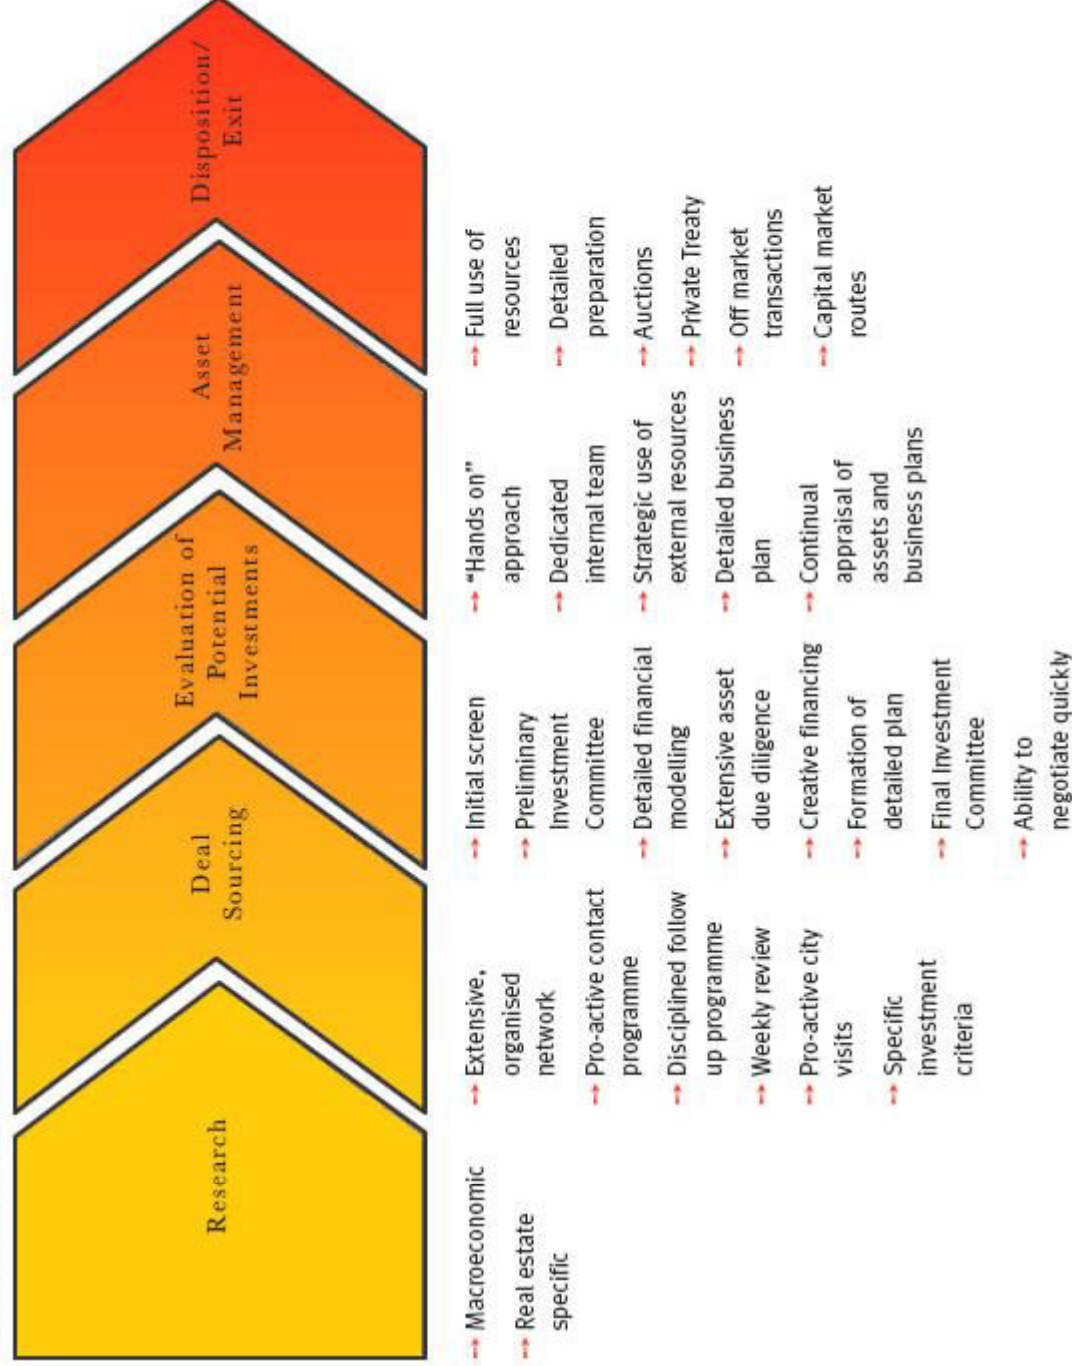 Research
Deal
Sourcing
Evaluation of
Potential
Investments
Asset
Management
Disposition/
Exit
→ Macroeconomic
→ Real estate
specific
→ Extensive,
organised
network
→ Pro-active contact
programme
→ Disciplined follow
up programme
→ Weekly review
→ Pro-active city
visits
→ Specific
investment
criteria
→ Initial screen
→ Preliminary
Investment
Committee
→ Detailed financial
modelling
→ Extensive asset
due diligence
→ Creative financing
→ Formation of
detailed plan
→ Final Investment
Committee
→ Ability to
negotiate quickly
→ “Hands on”
approach
→ Dedicated
internal team
→ Strategic use of
external resources
→ Detailed business
plan
→ Continual
appraisal of
assets and
business plans
→ Full use of
resources
→ Detailed
preparation
→ Auctions
→ Private Treaty
→ Off market
transactions
→ Capital market
routes